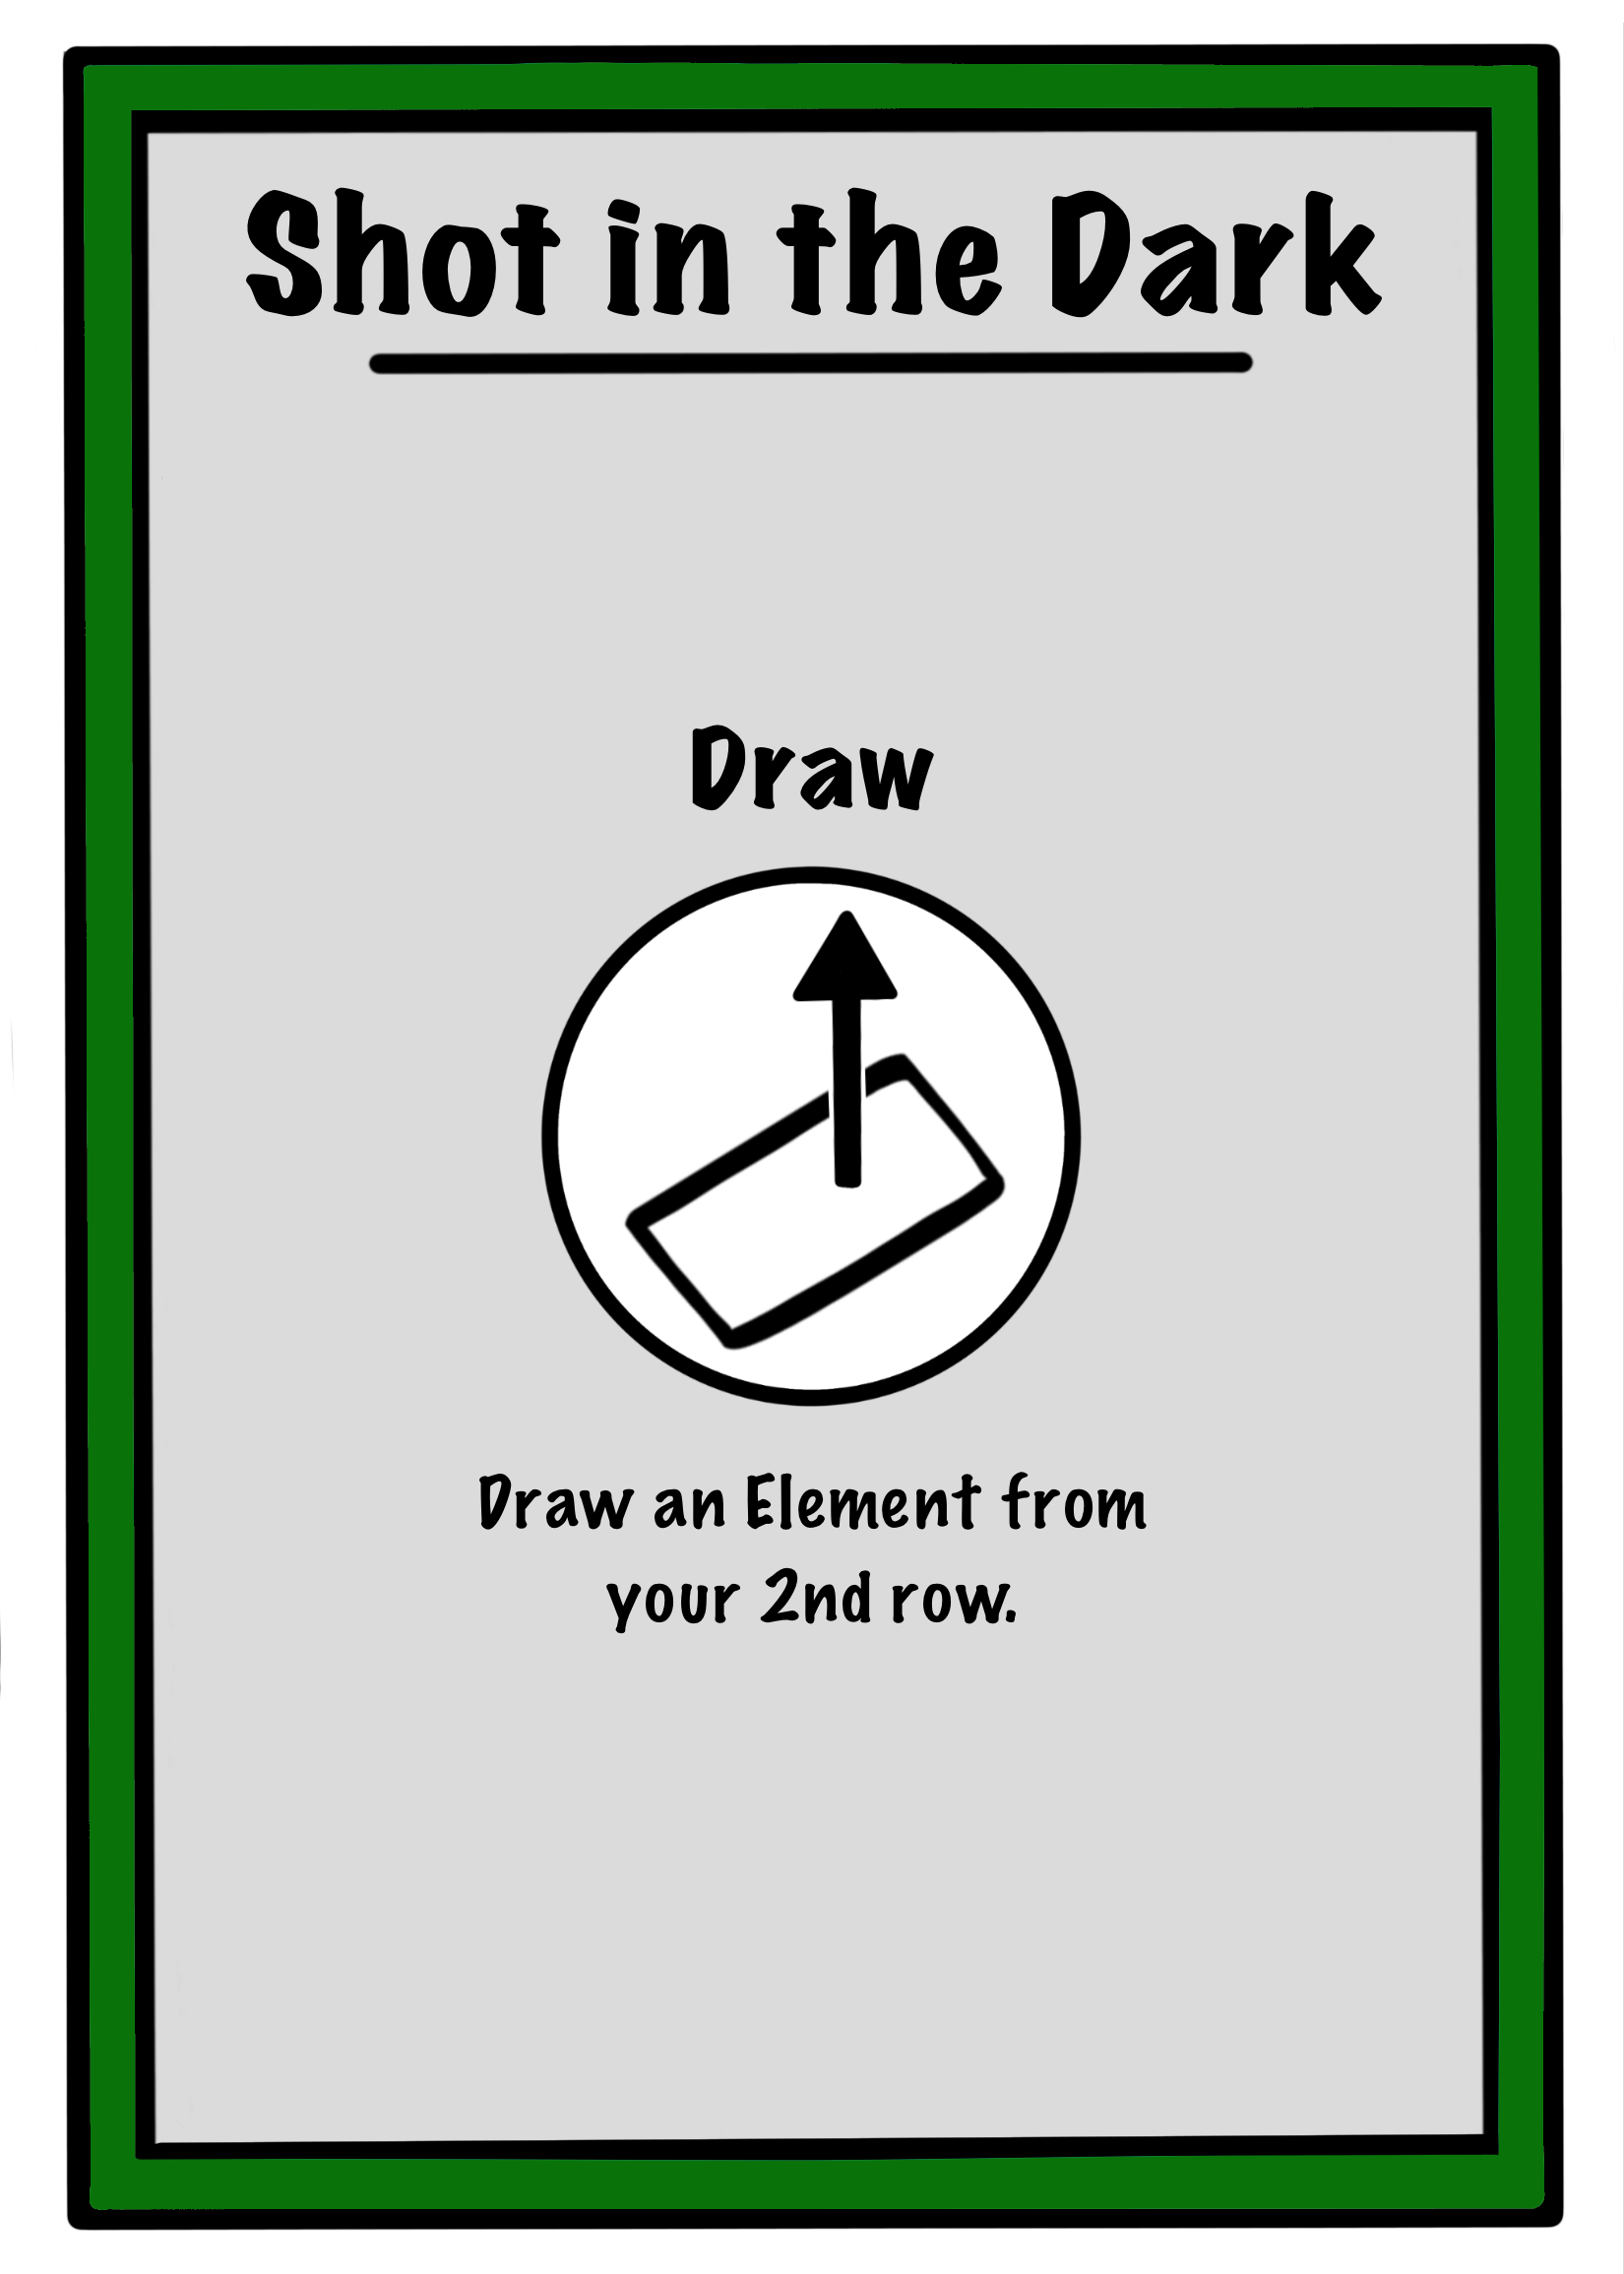 Shot in the Dark
Draw
Draw an Element from
your 2nd row.